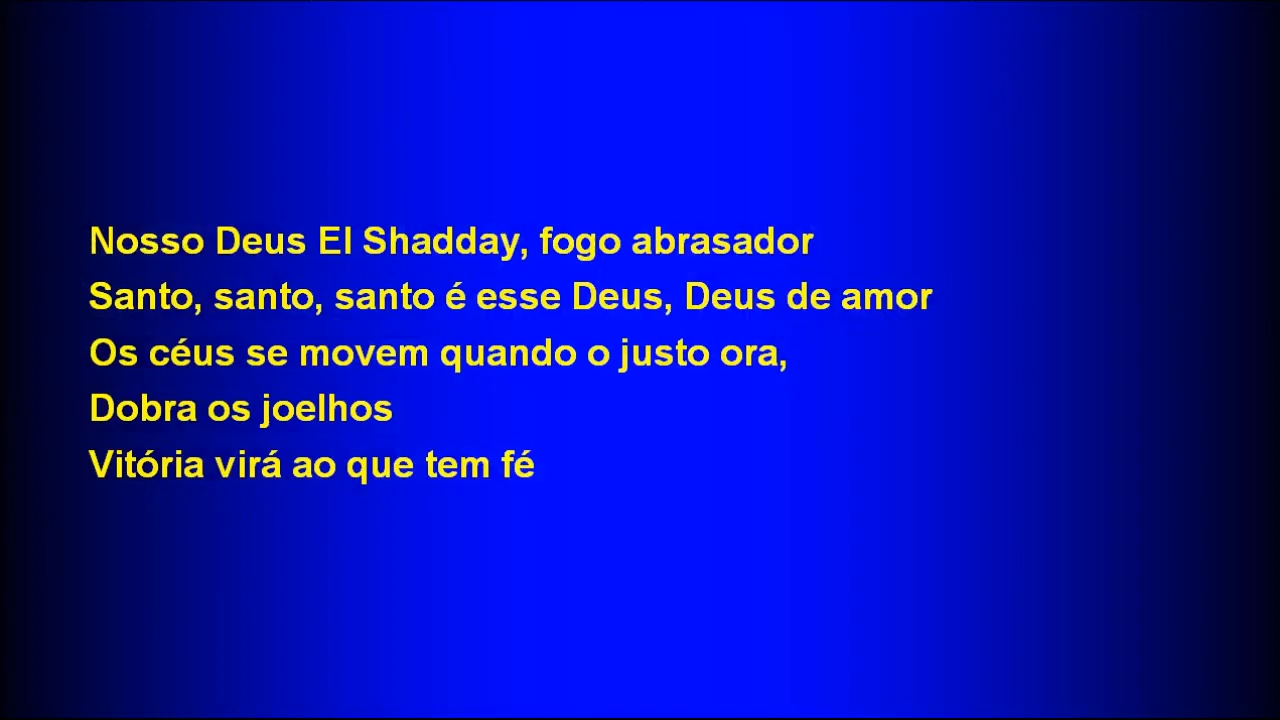 Nosso Deus El Shadday, fogo abrasador
Santo, santo, santo é esse Deus, Deus de amor
Os céus se movem quando o justo ora,
Dobra os joelhos
Vitória virá ao que tem fé